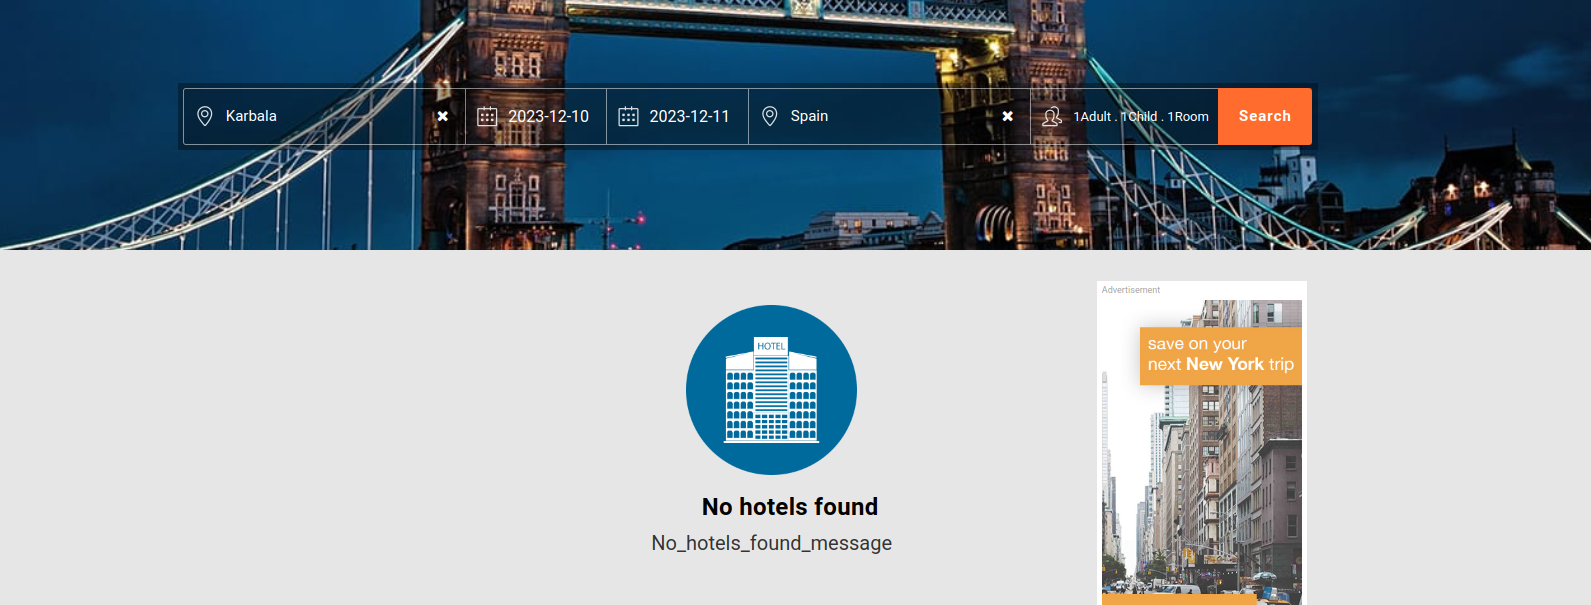 Karbala
2023-12-10
2023-12-11
Spain
1Adult . 1Child . 1Room
Search
Advertisement
save on your
next New York trip
HOTEL
No hotels found
No_hotels_found_message